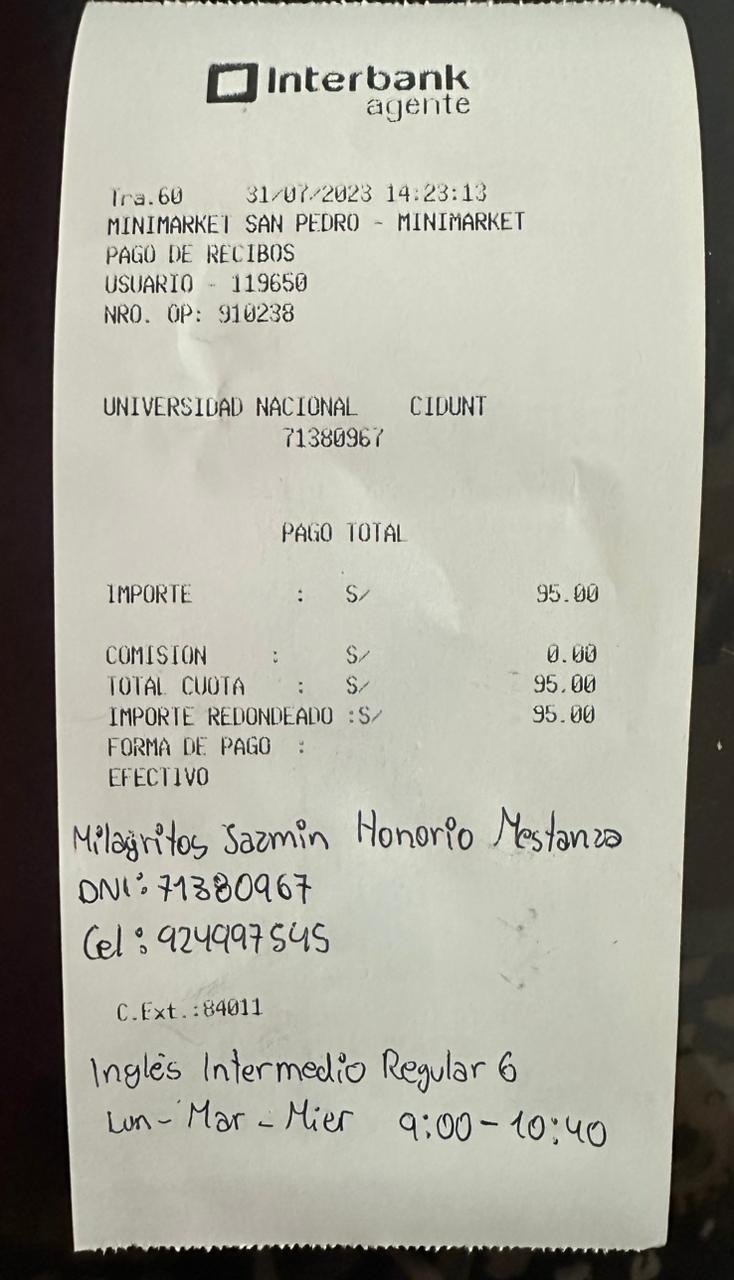 Interbank
agente
Tra.60 31/07/2023 14:23:13
MINIMARKET SAN PEDRO - MINIMARKET
PAGO DE RECIBOS
USUARIO - 119650
NRO. OP: 910238
UNIVERSIDAD NACIONAL CIDUNT
71380967
PAGO TOTAL
IMPORTE : S/ 95.00
COMISION : S/ 0.00
TOTAL CUOTA : S/ 95.00
IMPORTE REDONDEADO :S/ 95.00
FORMA DE PAGO :
EFECTIVO
Milagritos Jazmin Honorio Mestanza
DNI: 71380967
Cel: 924997545
C.Ext.:84011
Inglés Intermedio Regular 6
Lun- Mar - Mier 9:00-10:40